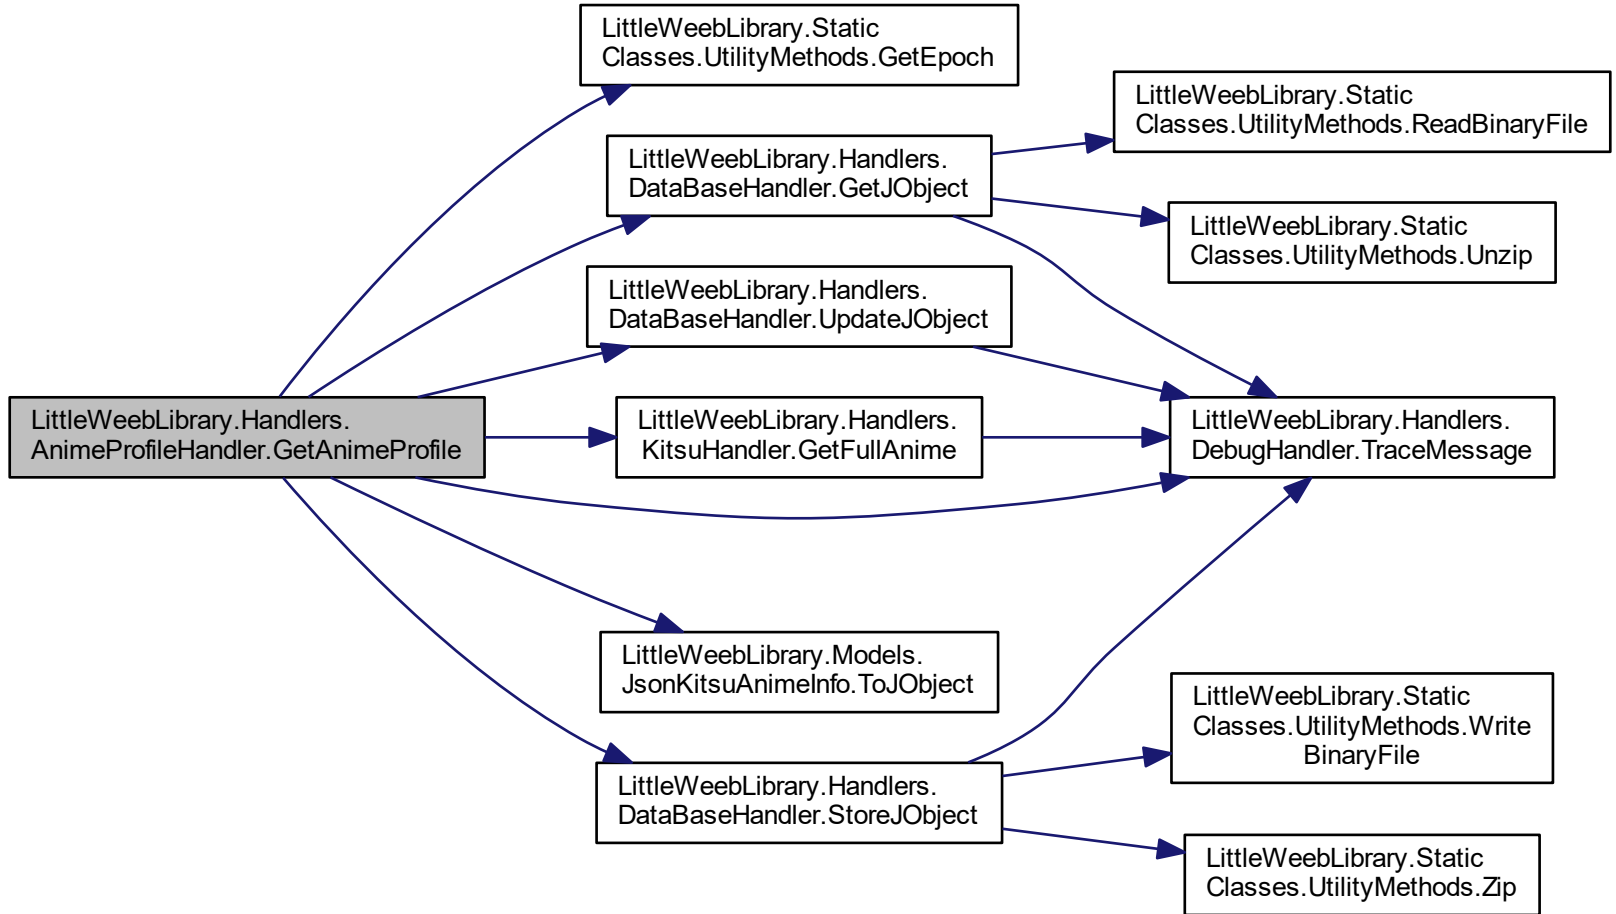 LittleWeebLibrary.Static
Classes.UtilityMethods.GetEpoch
LittleWeebLibrary.Static
Classes.UtilityMethods.ReadBinaryFile
LittleWeebLibrary.Handlers.
DataBaseHandler.GetJObject
LittleWeebLibrary.Static
Classes.UtilityMethods.Unzip
LittleWeebLibrary.Handlers.
DataBaseHandler.UpdateJObject
LittleWeebLibrary.Handlers.
AnimeProfileHandler.GetAnimeProfile
LittleWeebLibrary.Handlers.
KitsuHandler.GetFullAnime
LittleWeebLibrary.Handlers.
DebugHandler.TraceMessage
LittleWeebLibrary.Models.
JsonKitsuAnimeInfo.ToJObject
LittleWeebLibrary.Static
Classes.UtilityMethods.Write
BinaryFile
LittleWeebLibrary.Handlers.
DataBaseHandler.StoreJObject
LittleWeebLibrary.Static
Classes.UtilityMethods.Zip